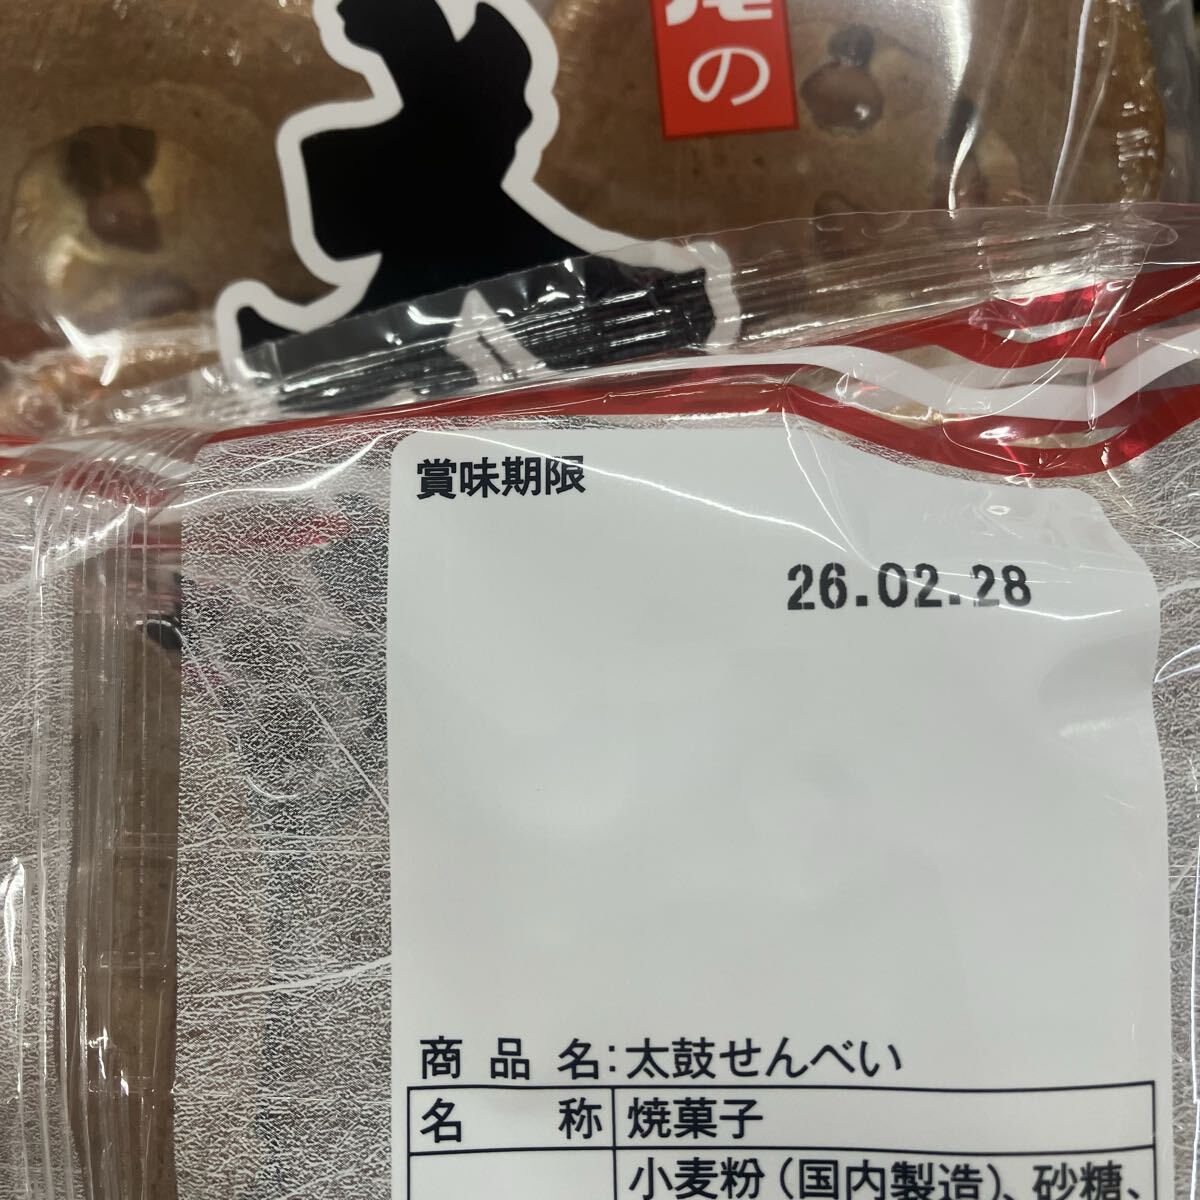 の
賞味期限
26.02.28
商品名：太鼓せんべい
名称 焼菓子
小麦粉（国内製造）、砂糖、